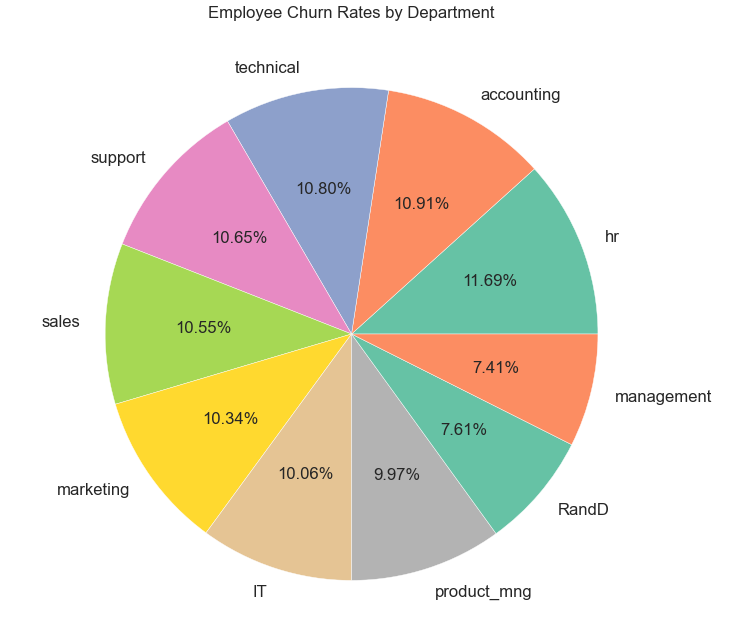 Employee Churn Rates by Department
technical
accounting
support
hr
sales
management
marketing
RandD
IT
product_mng
10.80%
10.91%
10.65%
11.69%
10.55%
7.41%
10.34%
7.61%
10.06%
9.97%